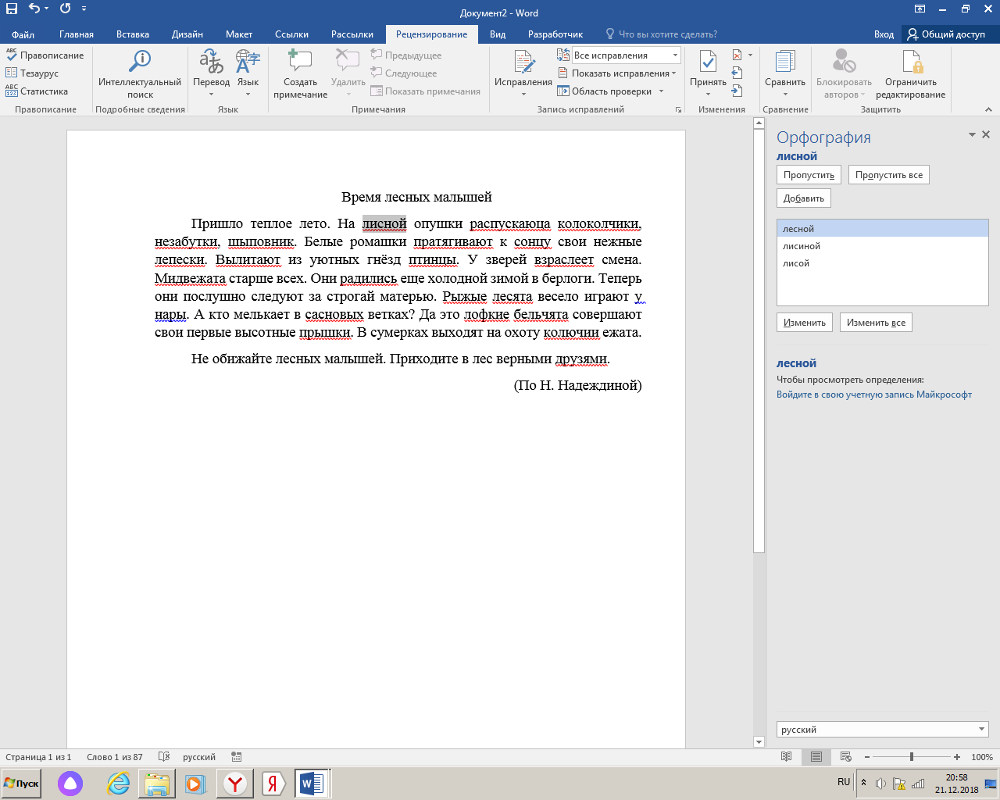 Документ2 - Word
Файл Главная Вставка Дизайн Макет Ссылки Рассылки Рецензирование Вид Разработчик Что вы хотите сделать? Вход Общий доступ
ABC Правописание
Тезаурус
ABC 123 Статистика
Правописание
Интеллектуальный
поиск
Подробные сведения
Перевод Язык
Язык
Создать
примечание
Удалить
Предыдущее
Следующее
Показать примечания
Примечания
Исправления
Все исправления
Показать исправления
Область проверки
Запись исправлений
Принять
Изменения
Сравнить
Сравнение
Блокировать
авторов
Ограничить
редактирование
Защитить
Время лесных малышей
Пришло теплое лето. На лисной опушки распускаюца колоколчики,
незабутки, шыповник. Белые ромашки пратягивают к сонцу свои нежные
лепески. Вылитают из уютных гнёзд птинцы. У зверей взраслеет смена.
Мидвежата старше всех. Они радились еще холодной зимой в берлоги. Теперь
они послушно следуют за строгай матерью. Рыжые лесята весело играют у
нары. А кто мелькает в сасновых ветках? Да это лофкие бельчята совершают
свои первые высотные прышки. В сумерках выходят на охоту колючии ежата.
Не обижайте лесных малышей. Приходите в лес верными друзями.
(По Н. Надеждиной)
Орфография
лисной
Пропустить Пропустить все
Добавить
лесной
лисиной
лисой
Изменить Изменить все
лесной
Чтобы просмотреть определения:
Войдите в свою учетную запись Майкрософт
русский
Страница 1 из 1 Слово 1 из 87 русский 100%
Пуск Y Я W RU 20:58
21.12.2018